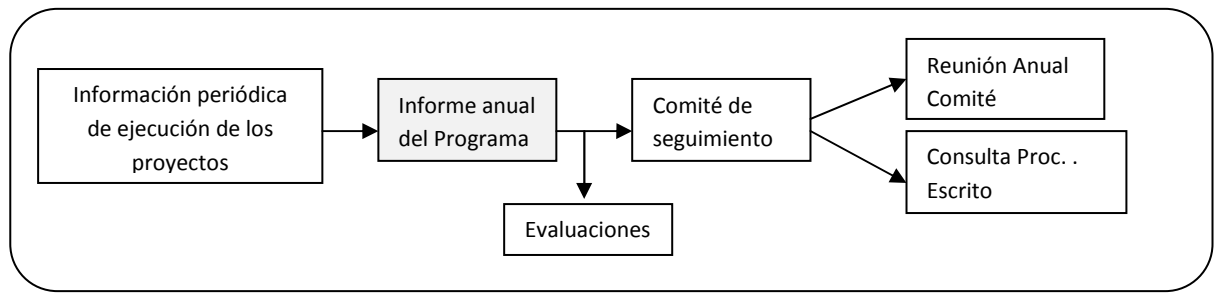 Información periódica
de ejecución de los
proyectos
Informe anual
del Programa
Comité de
seguimiento
Reunión Anual
Comité
Consulta Proc. .
Escrito
Evaluaciones